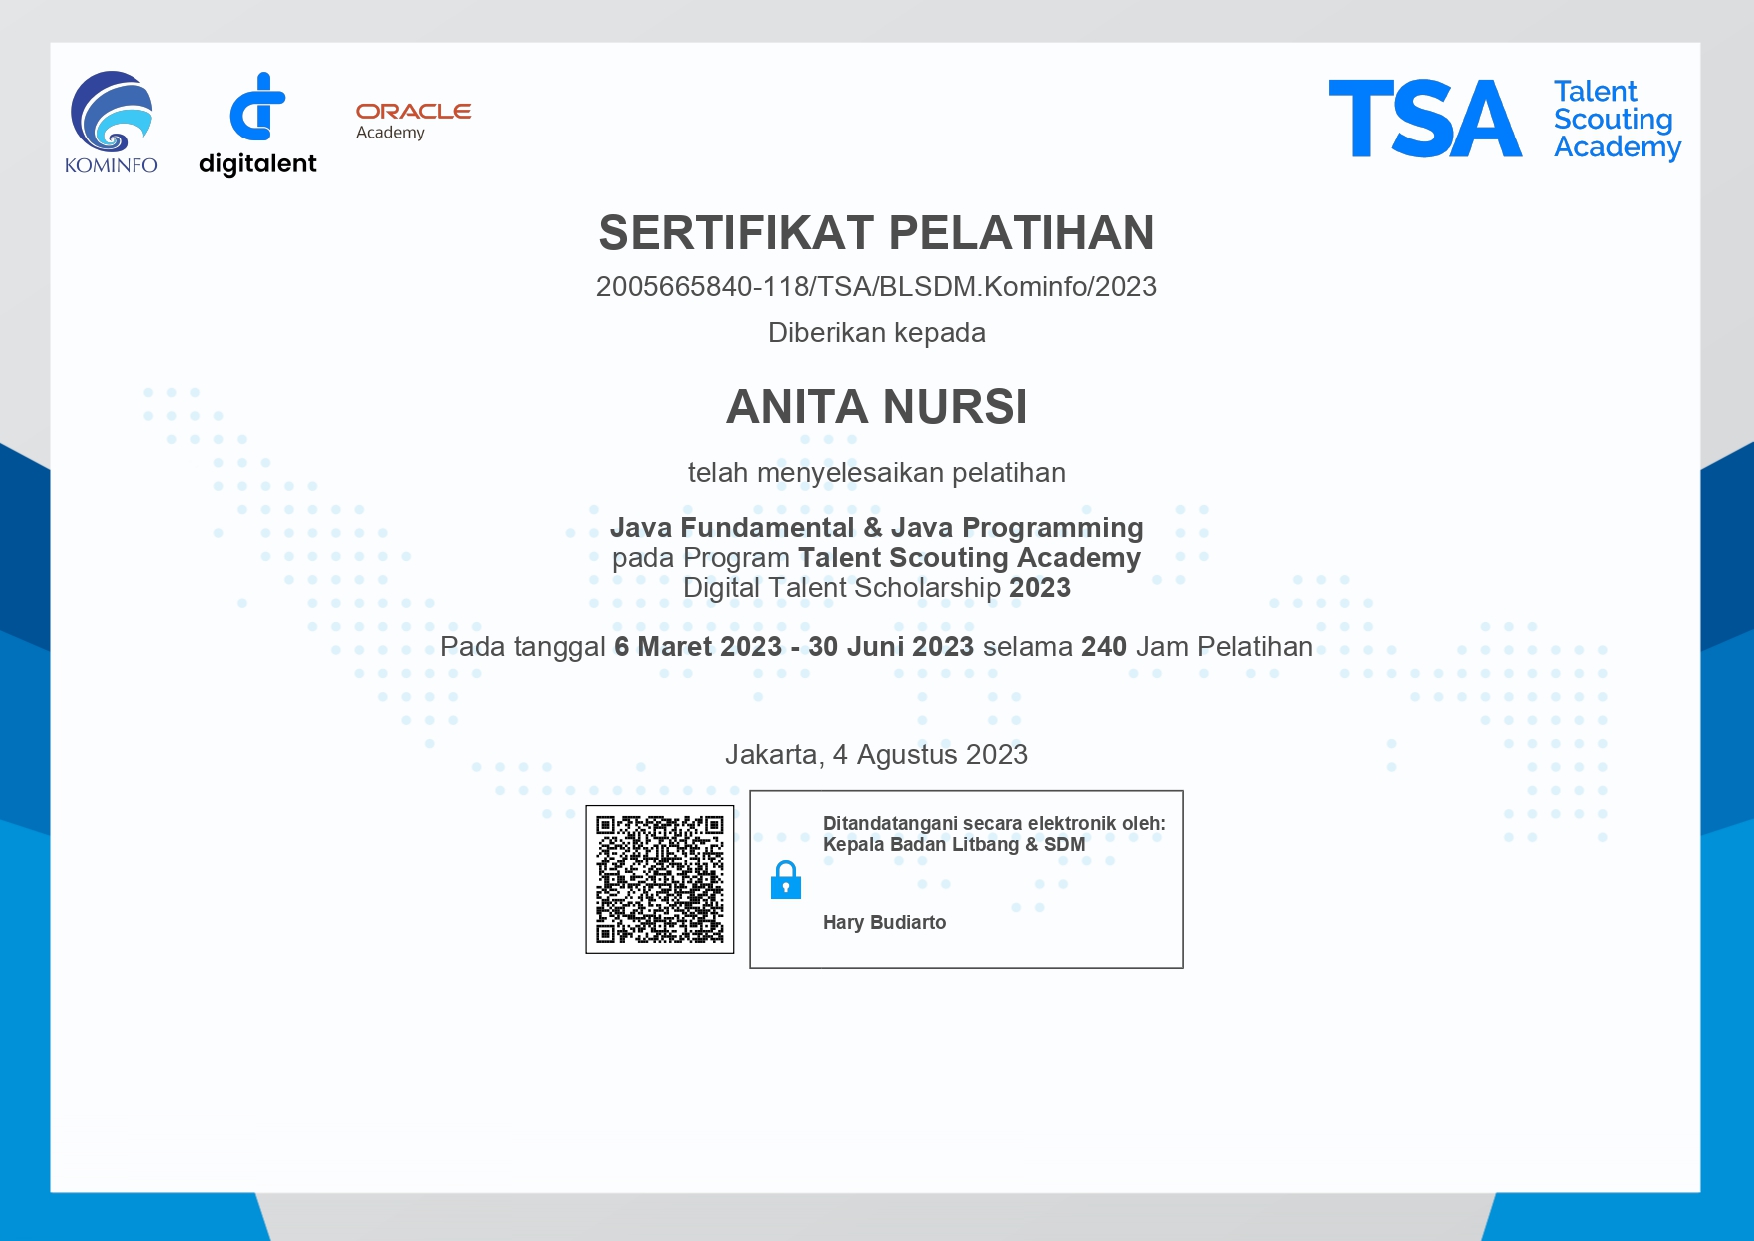 KOMINFO
digitalent
ORACLE
Academy
TSA
Talent
Scouting
Academy
SERTIFIKAT PELATIHAN
2005665840-118/TSA/BLSDM.Kominfo/2023
Diberikan kepada
ANITA NURSI
telah menyelesaikan pelatihan
Java Fundamental & Java Programming
pada Program Talent Scouting Academy
Digital Talent Scholarship 2023
Pada tanggal 6 Maret 2023 - 30 Juni 2023 selama 240 Jam Pelatihan
Jakarta, 4 Agustus 2023
Ditandatangani secara elektronik oleh:
Kepala Badan Litbang & SDM
Hary Budiarto